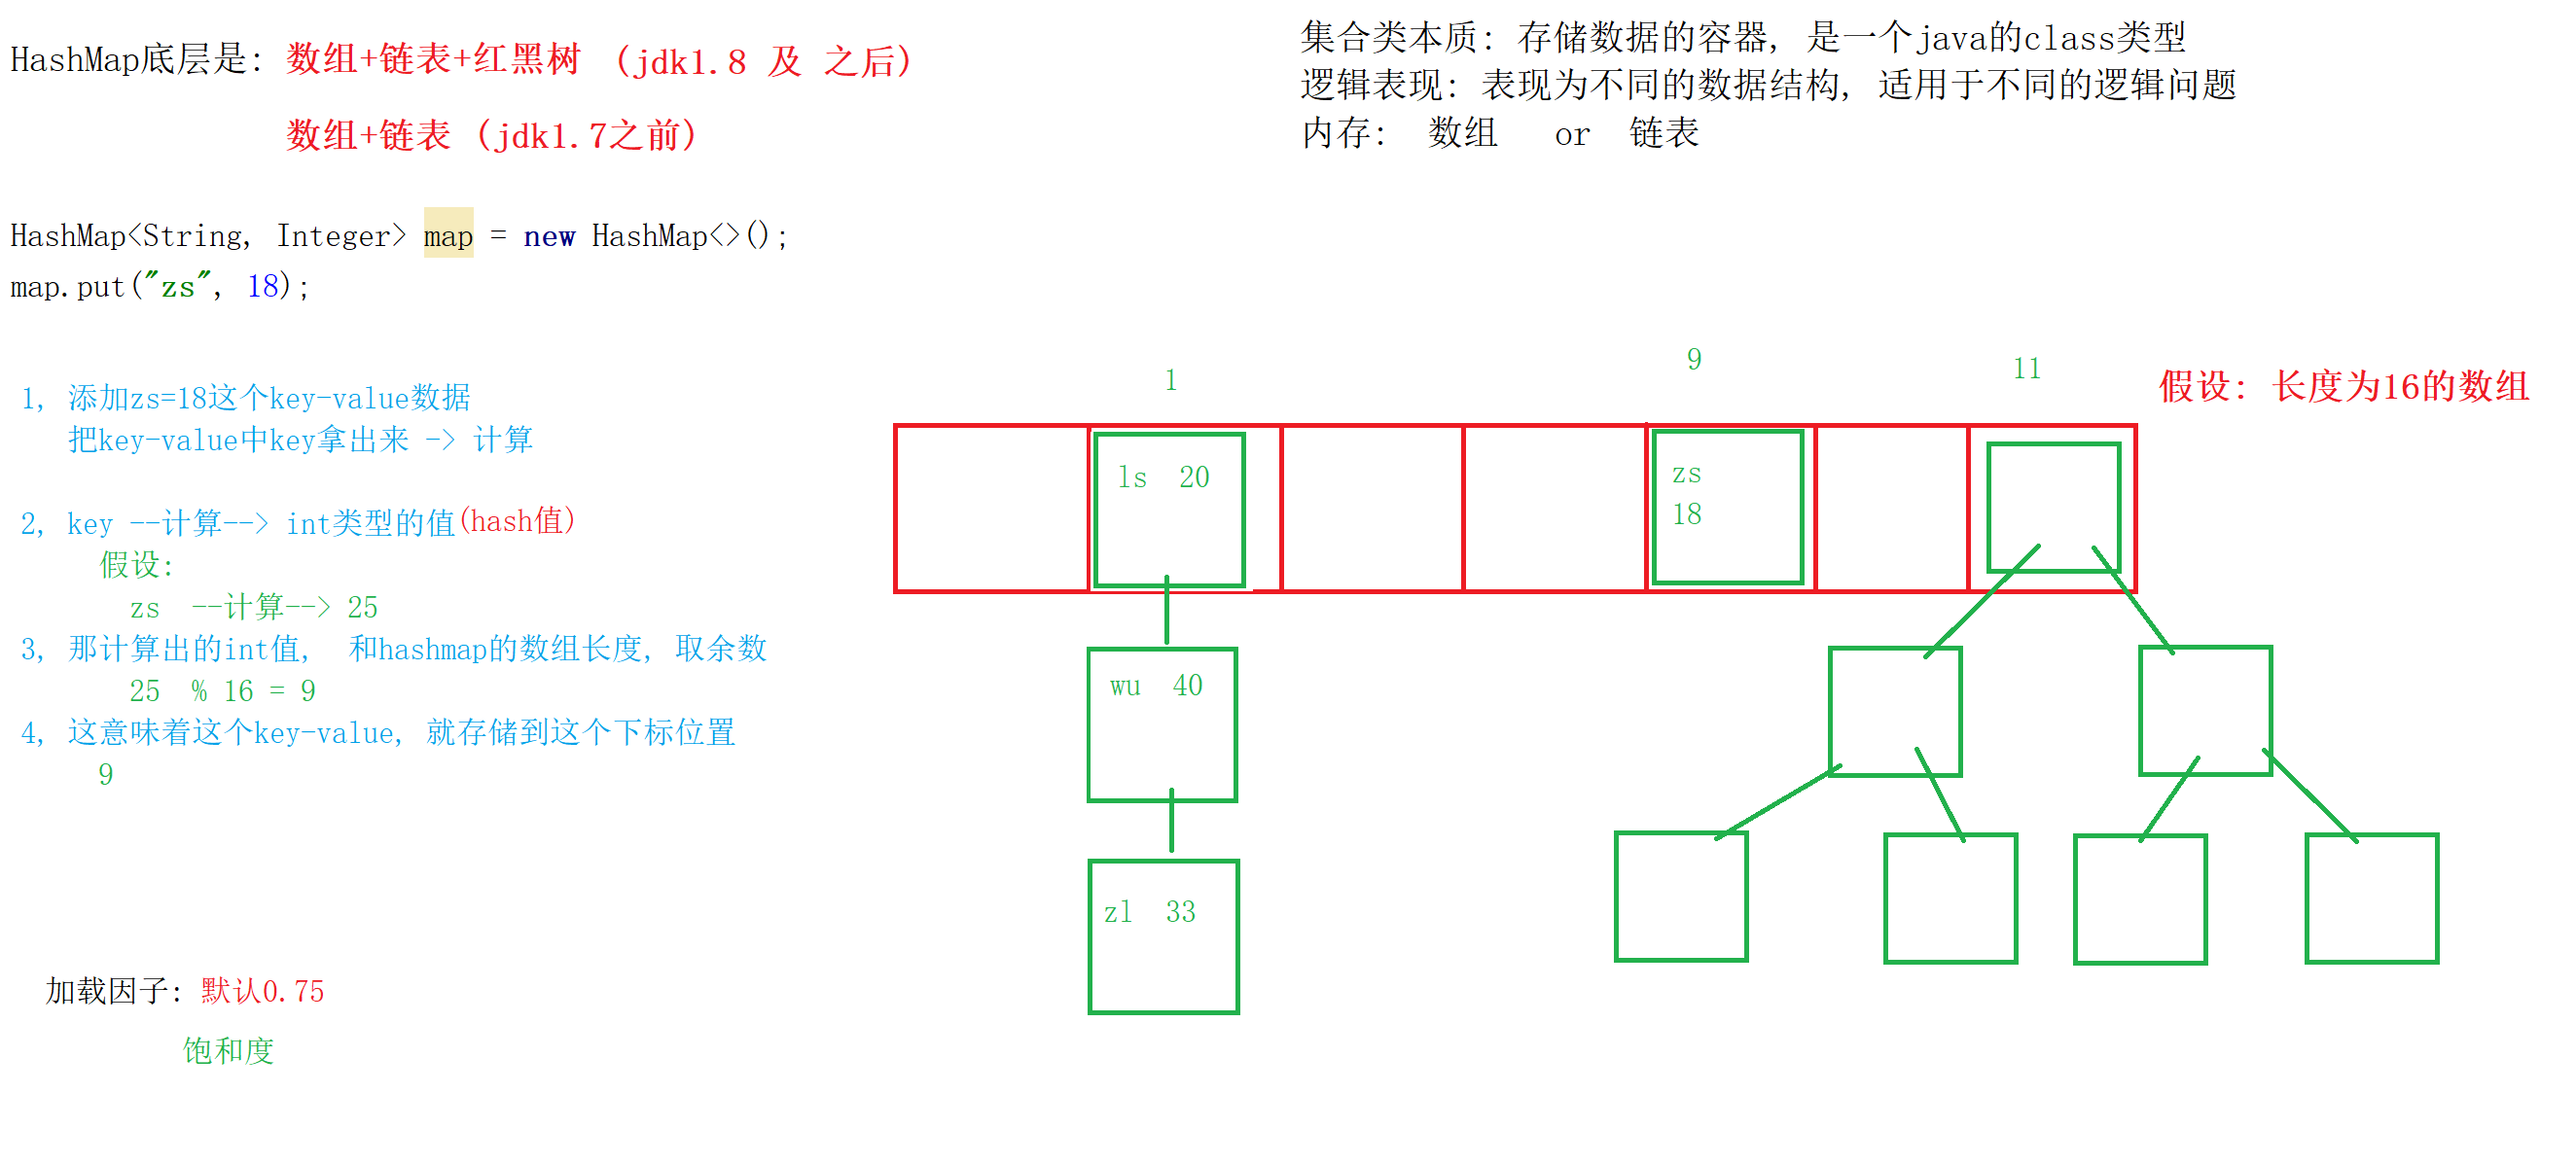 HashMap底层是: 数组+链表+红黑树 (jdk1.8 及 之后)
数组+链表 (jdk1.7之前)
集合类本质: 存储数据的容器, 是一个java的class类型
逻辑表现: 表现为不同的数据结构, 适用于不同的逻辑问题
内存: 数组 or 链表
HashMap<String, Integer> map = new HashMap<>();
map.put("zs", 18);
1, 添加zs=18这个key-value数据
把key-value中key拿出来 -> 计算
2, key --计算--> int类型的值(hash值)
假设:
zs --计算--> 25
3, 那计算出的int值, 和hashmap的数组长度, 取余数
25 % 16 = 9
4, 这意味着这个key-value, 就存储到这个下标位置
9
加载因子: 默认0.75
饱和度
1
9
11
假设: 长度为16的数组
ls 20
zs
18
wu 40
zl 33